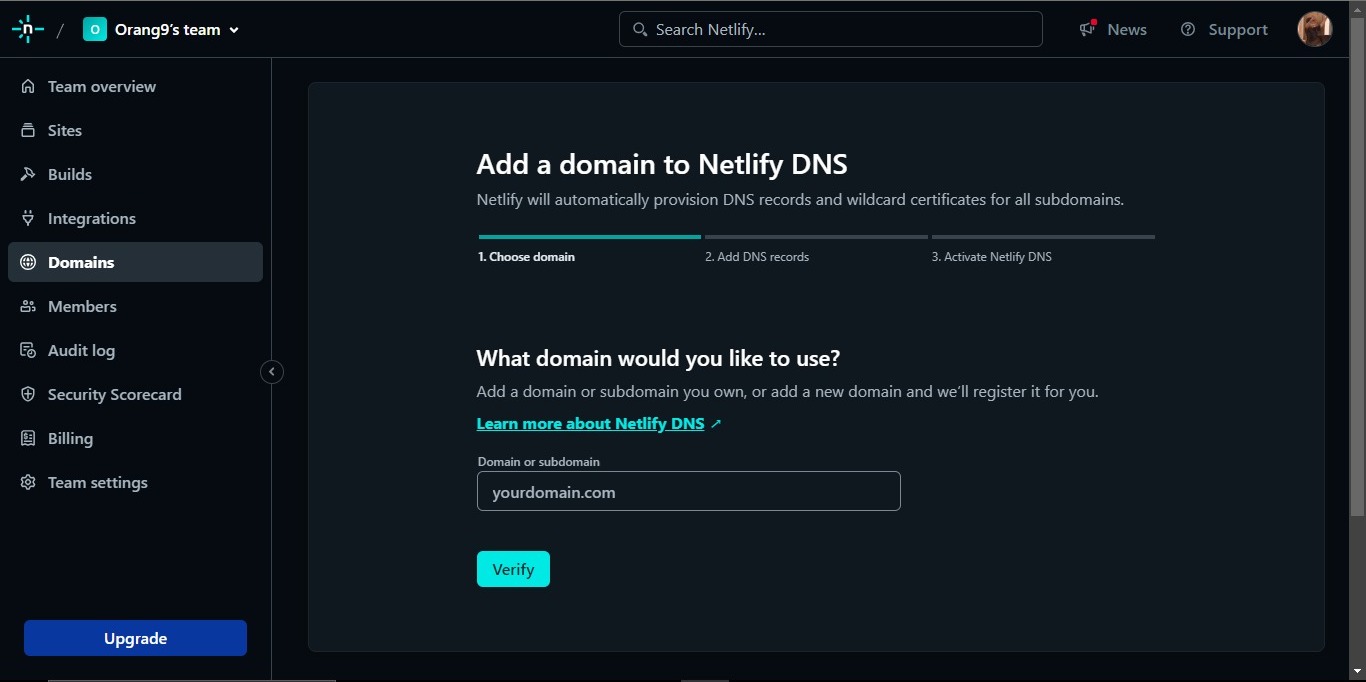 n
/
O
Orang9's team
Search Netlify...
News
Support
Team overview
Sites
Builds
Integrations
Domains
Members
Audit log
Security Scorecard
Billing
Team settings
Upgrade
Add a domain to Netlify DNS
Netlify will automatically provision DNS records and wildcard certificates for all subdomains.
1. Choose domain
2. Add DNS records
3. Activate Netlify DNS
What domain would you like to use?
Add a domain or subdomain you own, or add a new domain and we'll register it for you.
Learn more about Netlify DNS ↗
Domain or subdomain
yourdomain.com
Verify